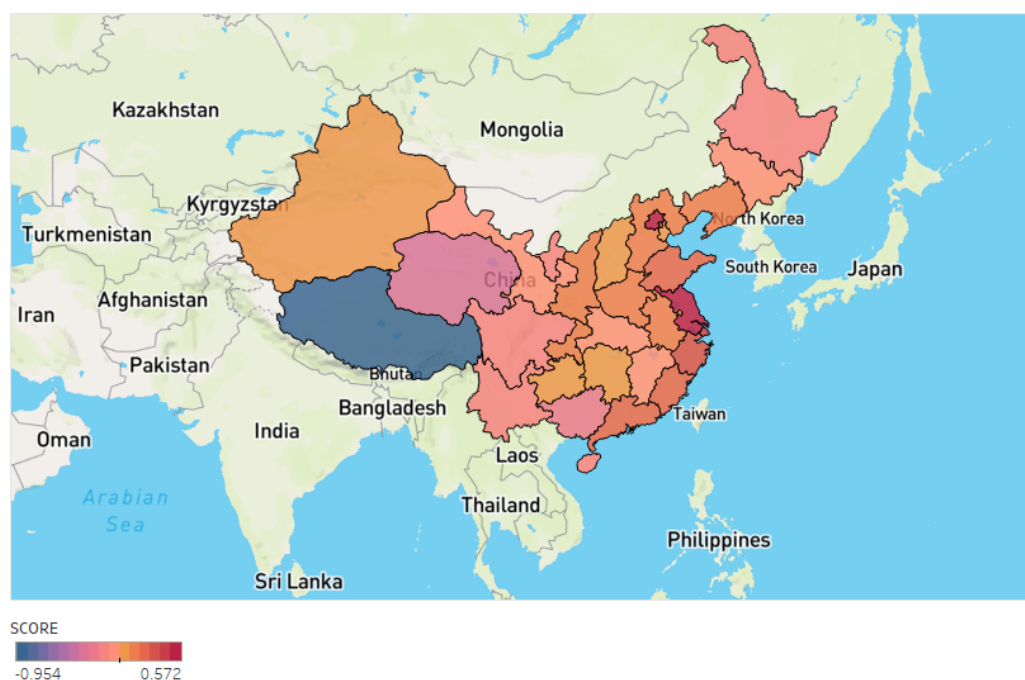 Kazakhstan
Mongolia
Kyrgyzstan
North Korea
Turkmenistan
South Korea
Japan
China
Afghanistan
Iran
Pakistan
Bhutan
Bangladesh
Taiwan
India
Oman
Laos
Arabian
Sea
Thailand
Philippines
Sri Lanka
SCORE
-0.954 0.572